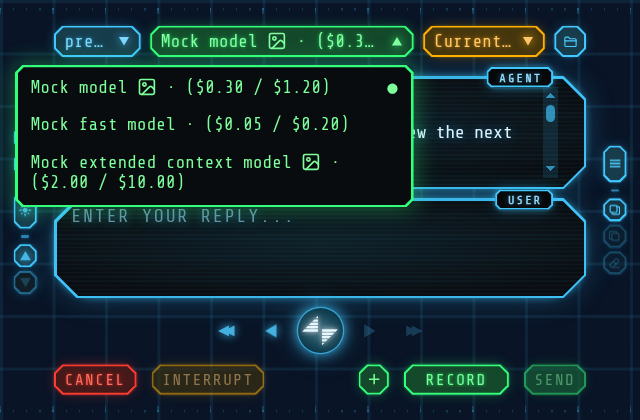 pre…
Mock model · ($0.3…
Current…
Mock model · ($0.30 / $1.20)
Mock fast model · ($0.05 / $0.20)
Mock extended context model ·
($2.00 / $10.00)
AGENT
ew the next
USER
ENTER YOUR REPLY...
CANCEL
INTERRUPT
+
RECORD
SEND